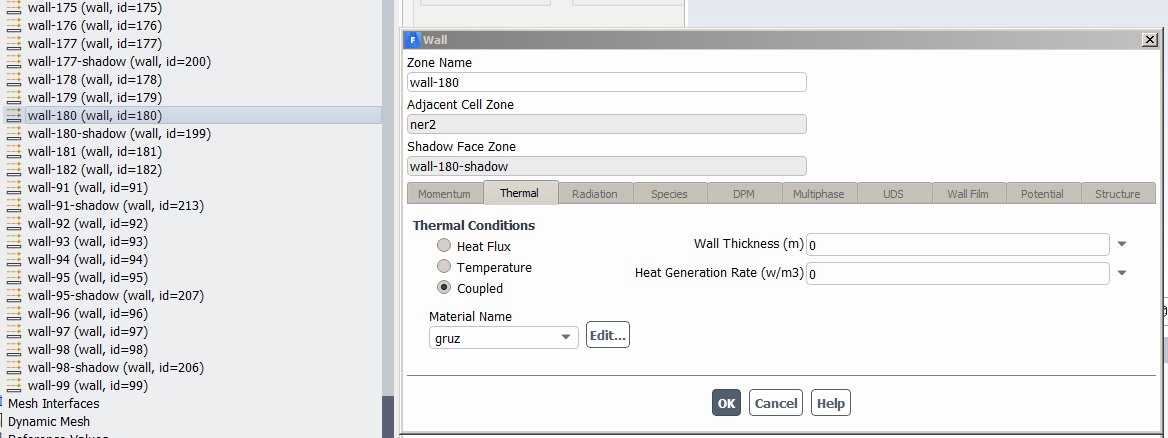 wall-175 (wall, id=175)
wall-176 (wall, id=176)
wall-177 (wall, id=177)
wall-177-shadow (wall, id=200)
wall-178 (wall, id=178)
wall-179 (wall, id=179)
wall-180 (wall, id=180)
wall-180-shadow (wall, id=199)
wall-181 (wall, id=181)
wall-182 (wall, id=182)
wall-91 (wall, id=91)
wall-91-shadow (wall, id=213)
wall-92 (wall, id=92)
wall-93 (wall, id=93)
wall-94 (wall, id=94)
wall-95 (wall, id=95)
wall-95-shadow (wall, id=207)
wall-96 (wall, id=96)
wall-97 (wall, id=97)
wall-98 (wall, id=98)
wall-98-shadow (wall, id=206)
wall-99 (wall, id=99)
Mesh Interfaces
Dynamic Mesh
Reference Values
F Wall
Zone Name
wall-180
Adjacent Cell Zone
ner2
Shadow Face Zone
wall-180-shadow
Momentum Thermal Radiation Species DPM Multiphase UDS Wall Film Potential Structure
Thermal Conditions
Heat Flux
Temperature
Coupled
Wall Thickness (m) 0
Heat Generation Rate (w/m3) 0
Material Name
gruz Edit...
OK Cancel Help